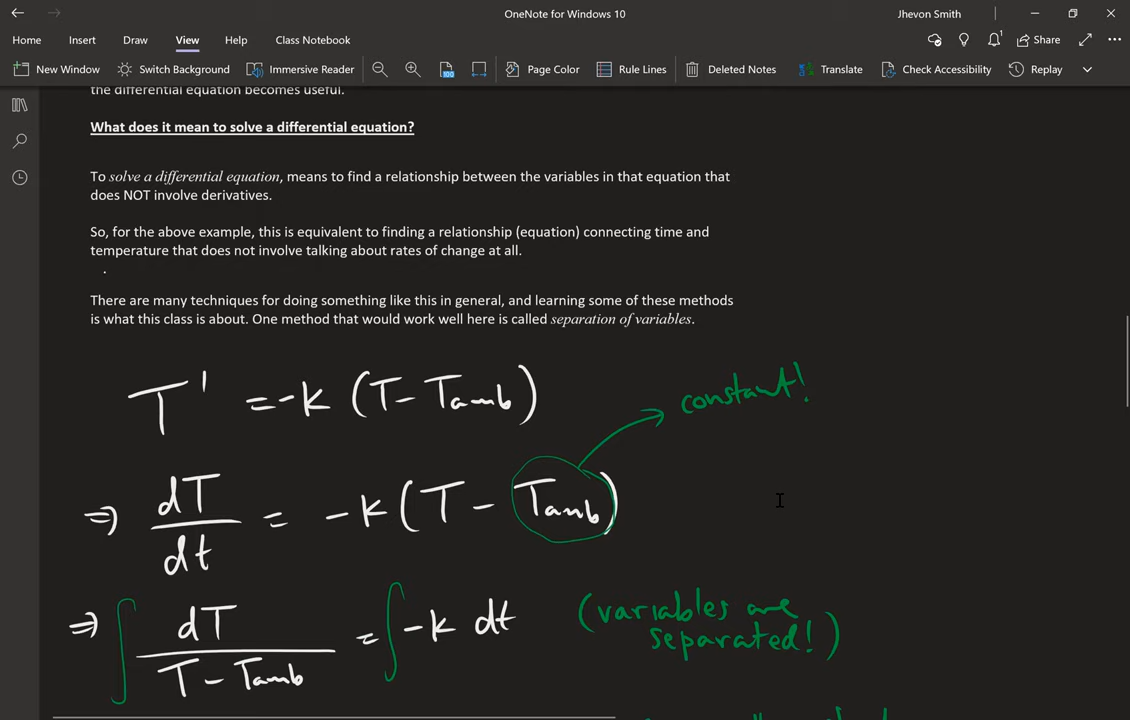 OneNote for Windows 10
Jhevon Smith
Home Insert Draw View Help Class Notebook
1
Share
New Window Switch Background Immersive Reader 100 Page Color Rule Lines Deleted Notes Translate Check Accessibility Replay
the differential equation becomes useful.
What does it mean to solve a differential equation?
To solve a differential equation, means to find a relationship between the variables in that equation that
does NOT involve derivatives.
So, for the above example, this is equivalent to finding a relationship (equation) connecting time and
temperature that does not involve talking about rates of change at all.
.
There are many techniques for doing something like this in general, and learning some of these methods
is what this class is about. One method that would work well here is called separation of variables.
T' = -k (T - Tamb)
constant!
⇒ dT/dt = -k (T - Tamb)
⇒ ∫ dT/(T - Tamb) = ∫ -k dt
(variables are
separated!)